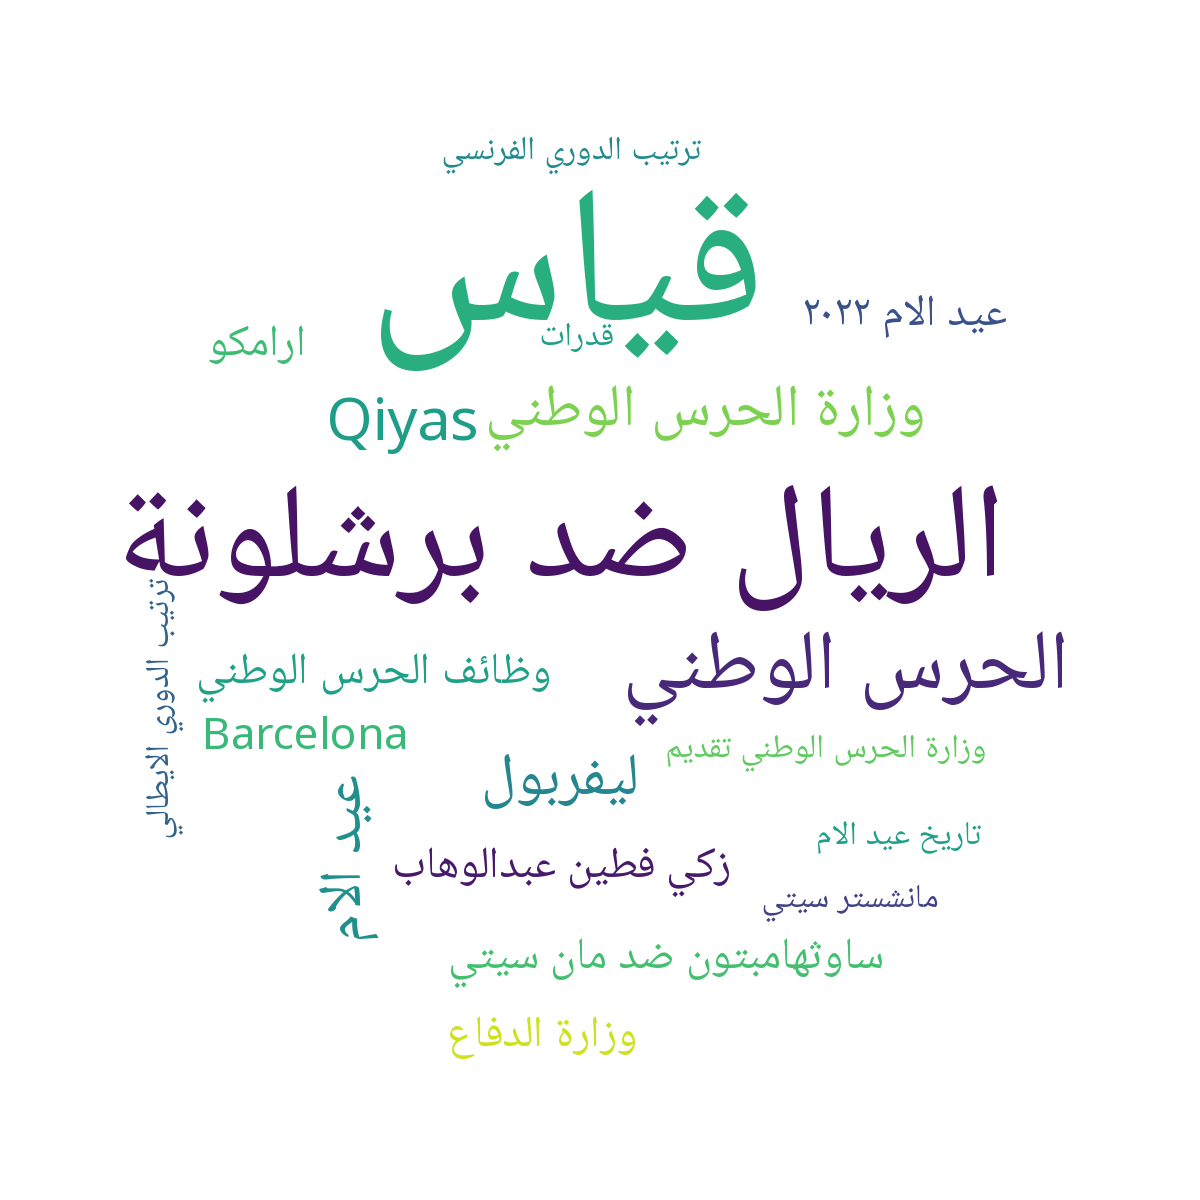 ترتيب الدوري الفرنسي
قياس
عيد الام ٢٠٢٢
قدرات
ارامكو
وزارة الحرس الوطني
Qiyas
الريال ضد برشلونة
ترتيب الدوري الايطالي
الحرس الوطني
وظائف الحرس الوطني
Barcelona
وزارة الحرس الوطني تقديم
ليفربول
عيد الام
تاريخ عيد الام
زكي فطين عبدالوهاب
مانشستر سيتي
ساوثهامبتون ضد مان سيتي
وزارة الدفاع